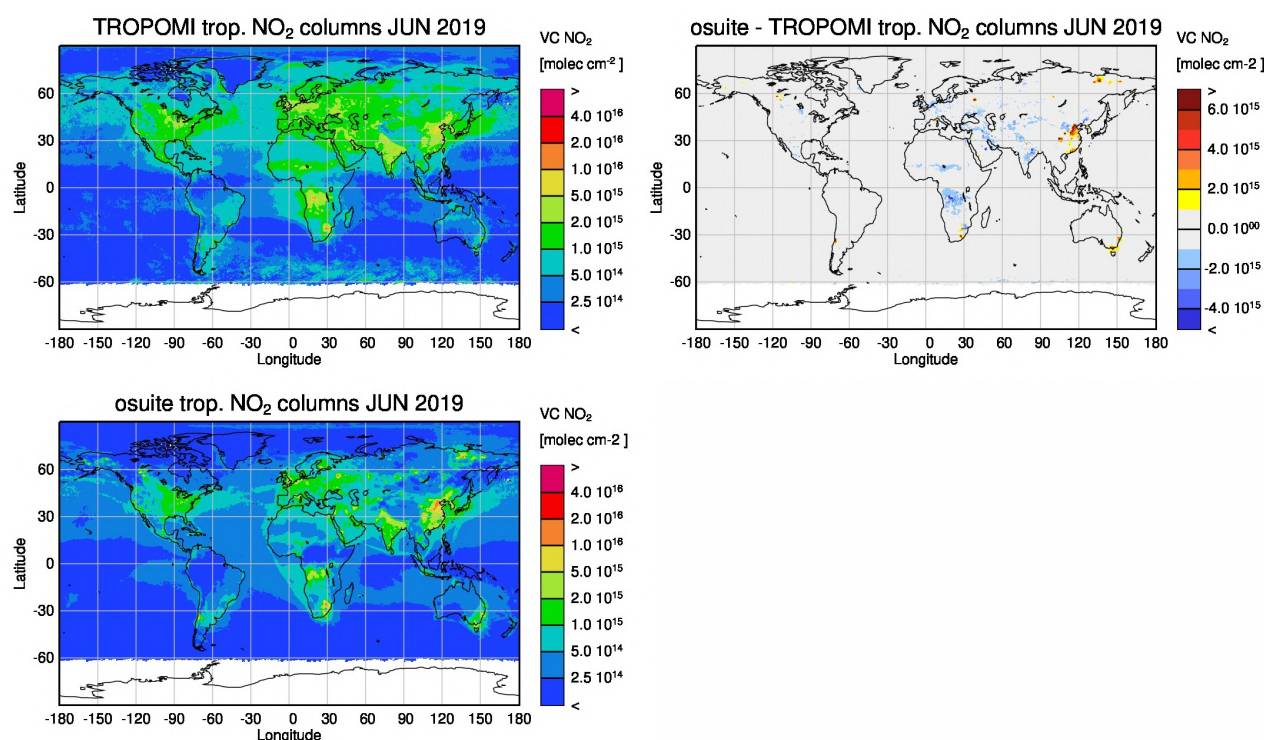 TROPOMI trop. NO2 columns JUN 2019
VC NO2
[molec cm-2 ]
>
4.0 10^16
2.0 10^16
1.0 10^16
5.0 10^15
2.0 10^15
1.0 10^15
5.0 10^14
2.5 10^14
<
Latitude
60
30
0
-30
-60
-180 -150 -120 -90 -60 -30 0 30 60 90 120 150 180
Longitude
osuite - TROPOMI trop. NO2 columns JUN 2019
VC NO2
[molec cm-2 ]
>
6.0 10^15
4.0 10^15
2.0 10^15
0.0 10^00
-2.0 10^15
-4.0 10^15
<
Latitude
60
30
0
-30
-60
-180 -150 -120 -90 -60 -30 0 30 60 90 120 150 180
Longitude
osuite trop. NO2 columns JUN 2019
VC NO2
[molec cm-2 ]
>
4.0 10^16
2.0 10^16
1.0 10^16
5.0 10^15
2.0 10^15
1.0 10^15
5.0 10^14
2.5 10^14
<
Latitude
60
30
0
-30
-60
-180 -150 -120 -90 -60 -30 0 30 60 90 120 150 180
Longitude